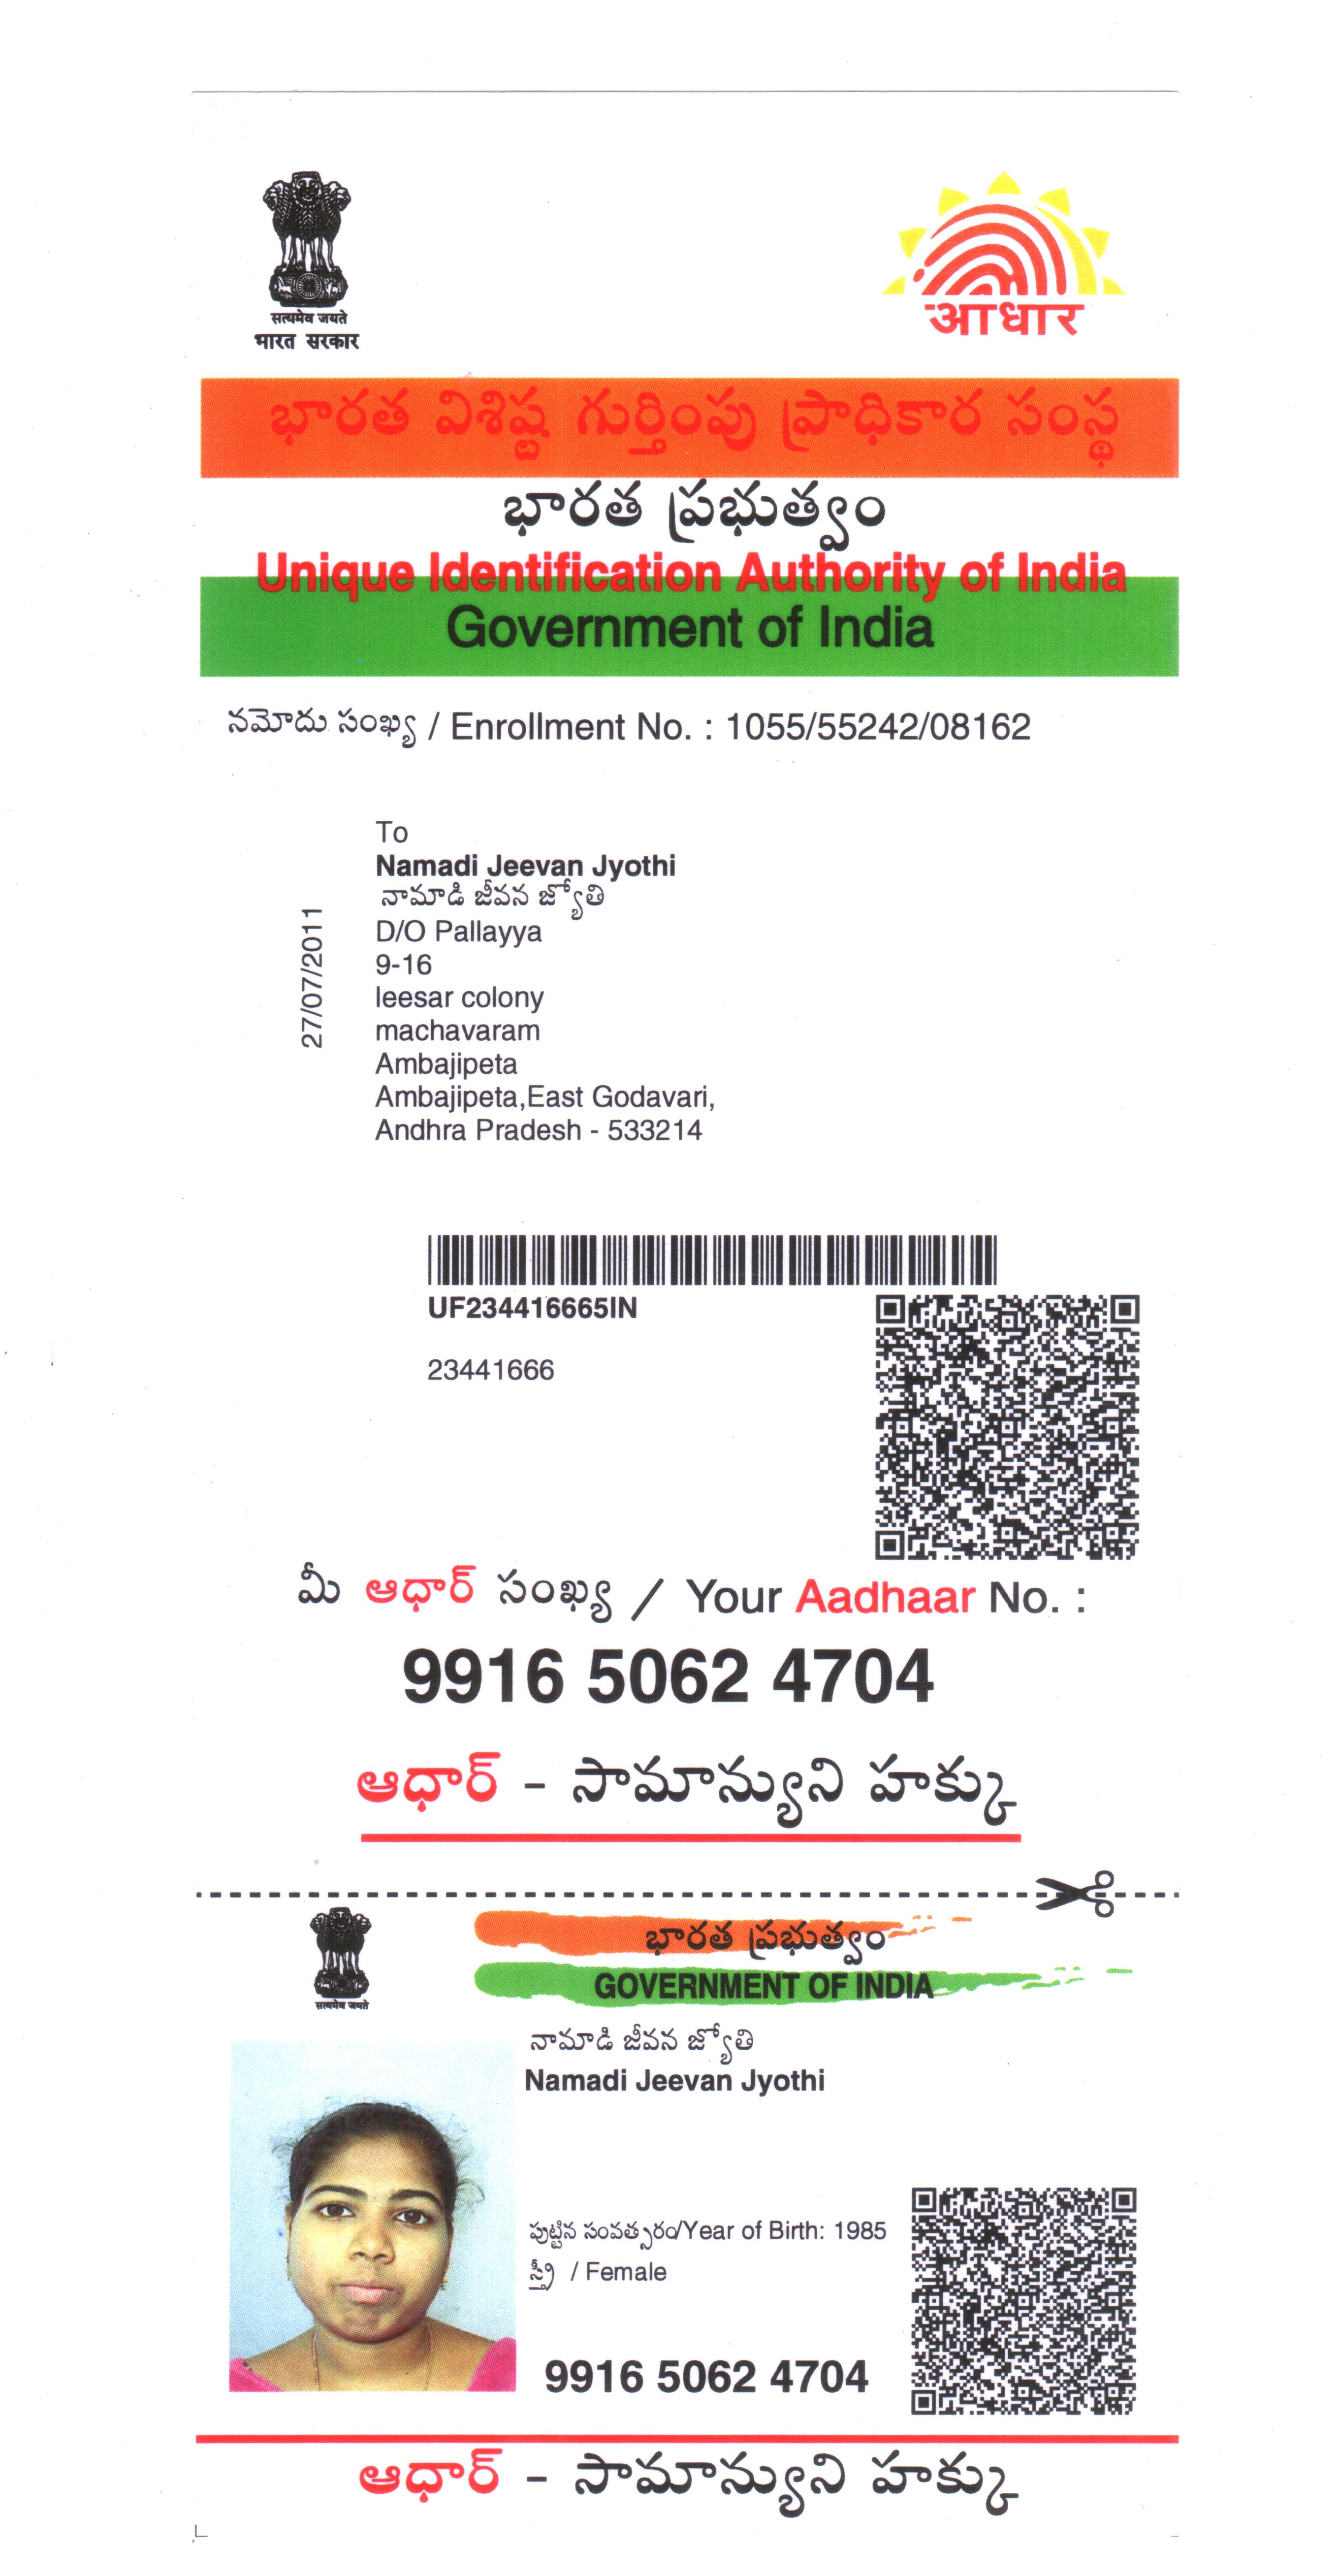 सत्यमेव जयते
भारत सरकार
आधार
భారత విశిష్ట గుర్తింపు ప్రాధికార సంస్థ
భారత ప్రభుత్వం
Unique Identification Authority of India
Government of India
నమోదు సంఖ్య / Enrollment No. : 1055/55242/08162
To
Namadi Jeevan Jyothi
నామాడి జీవన జ్యోతి
D/O Pallayya
9-16
leesar colony
machavaram
Ambajipeta
Ambajipeta,East Godavari,
Andhra Pradesh - 533214
27/07/2011
UF234416665IN
23441666
మీ ఆధార్ సంఖ్య / Your Aadhaar No. :
9916 5062 4704
ఆధార్ - సామాన్యుని హక్కు
సత్యమేవ జయతే
భారత ప్రభుత్వం
GOVERNMENT OF INDIA
నామాడి జీవన జ్యోతి
Namadi Jeevan Jyothi
పుట్టిన సంవత్సరం/Year of Birth: 1985
స్త్రీ / Female
9916 5062 4704
ఆధార్ - సామాన్యుని హక్కు